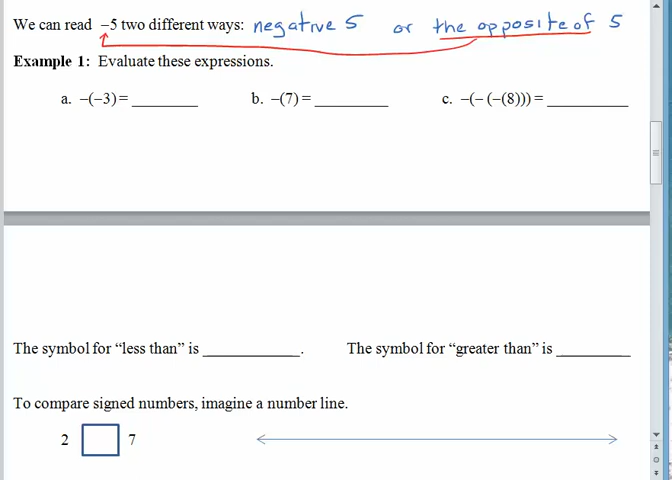 We can read −5 two different ways: negative 5 or the opposite of 5
Example 1: Evaluate these expressions.
a. −(−3)= ________ b. −(7) = _________ c. −(− (−(8))) = __________
The symbol for “less than” is ____________. The symbol for “greater than” is _________
To compare signed numbers, imagine a number line.
2 7